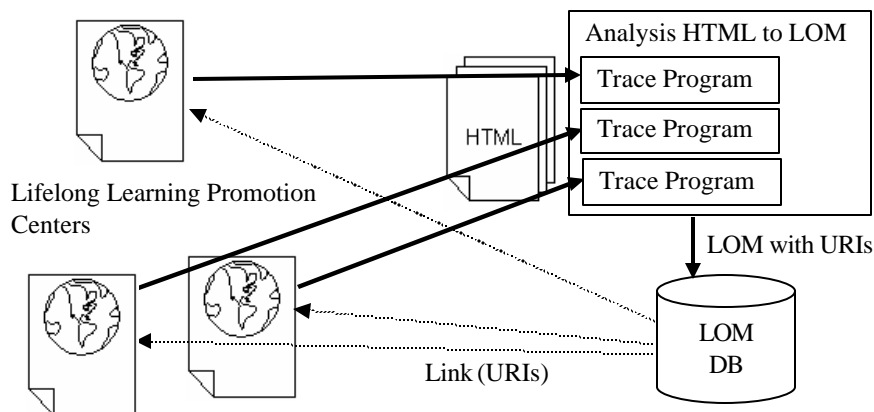 Analysis HTML to LOM
Trace Program
Trace Program
Trace Program
HTML
Lifelong Learning Promotion
Centers
LOM with URIs
LOM
DB
Link (URIs)